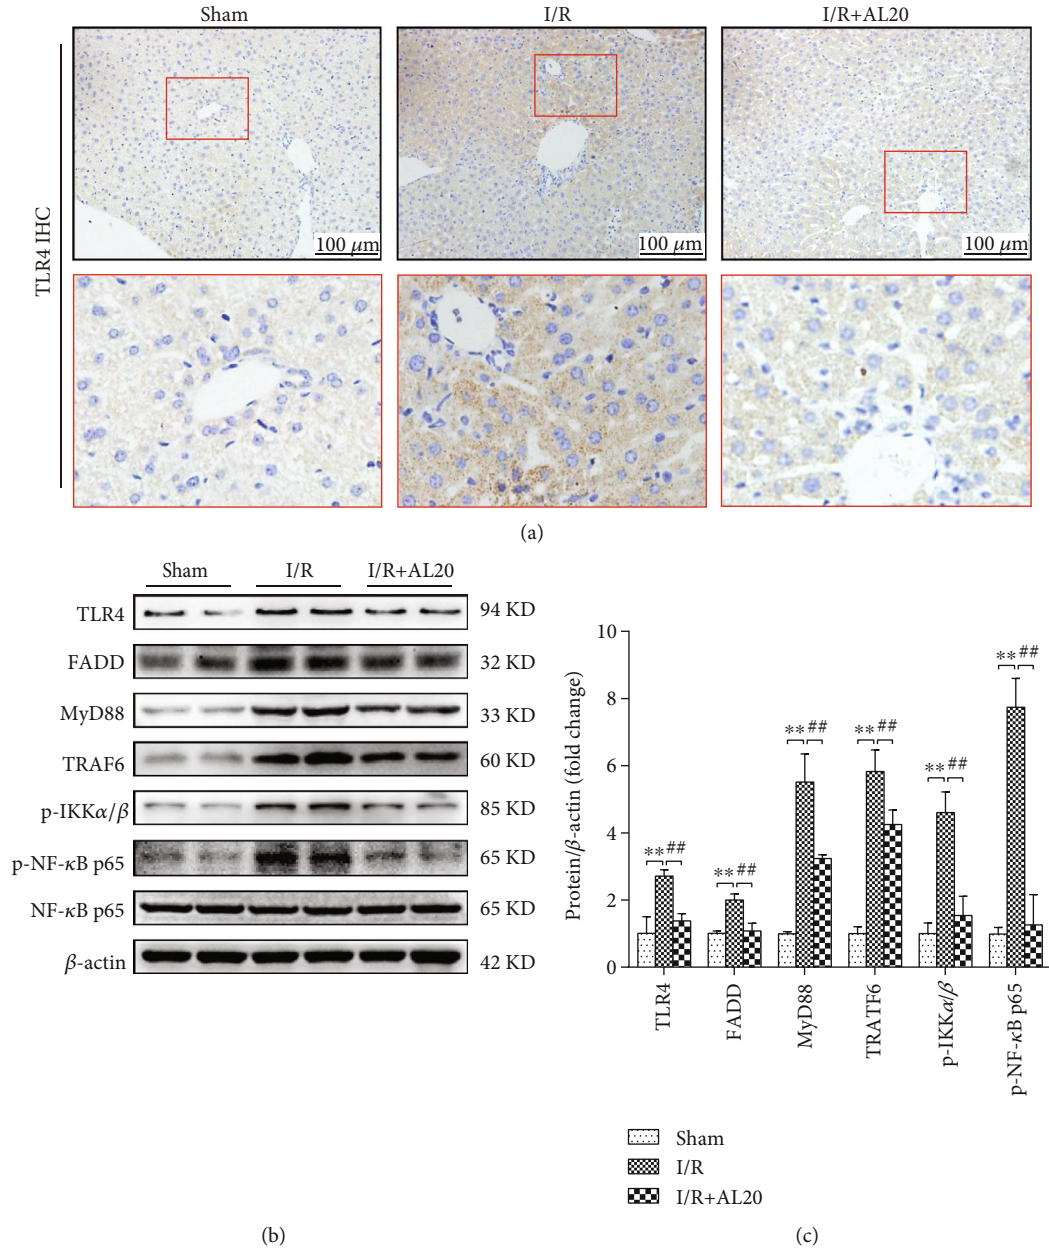 Sham
I/R
I/R+AL20
TLR4 IHC
100 μm
100 μm
100 μm
(a)
Sham
I/R
I/R+AL20
TLR4
94 KD
FADD
32 KD
MyD88
33 KD
TRAF6
60 KD
p-IKKα/β
85 KD
p-NF-κB p65
65 KD
NF-κB p65
65 KD
β-actin
42 KD
(b)
Protein/β-actin (fold change)
10
8
6
4
2
0
** ##
** ##
** ##
** ##
** ##
** ##
TLR4
FADD
MyD88
TRATF6
p-IKKα/β
p-NF-κB p65
Sham
I/R
I/R+AL20
(c)